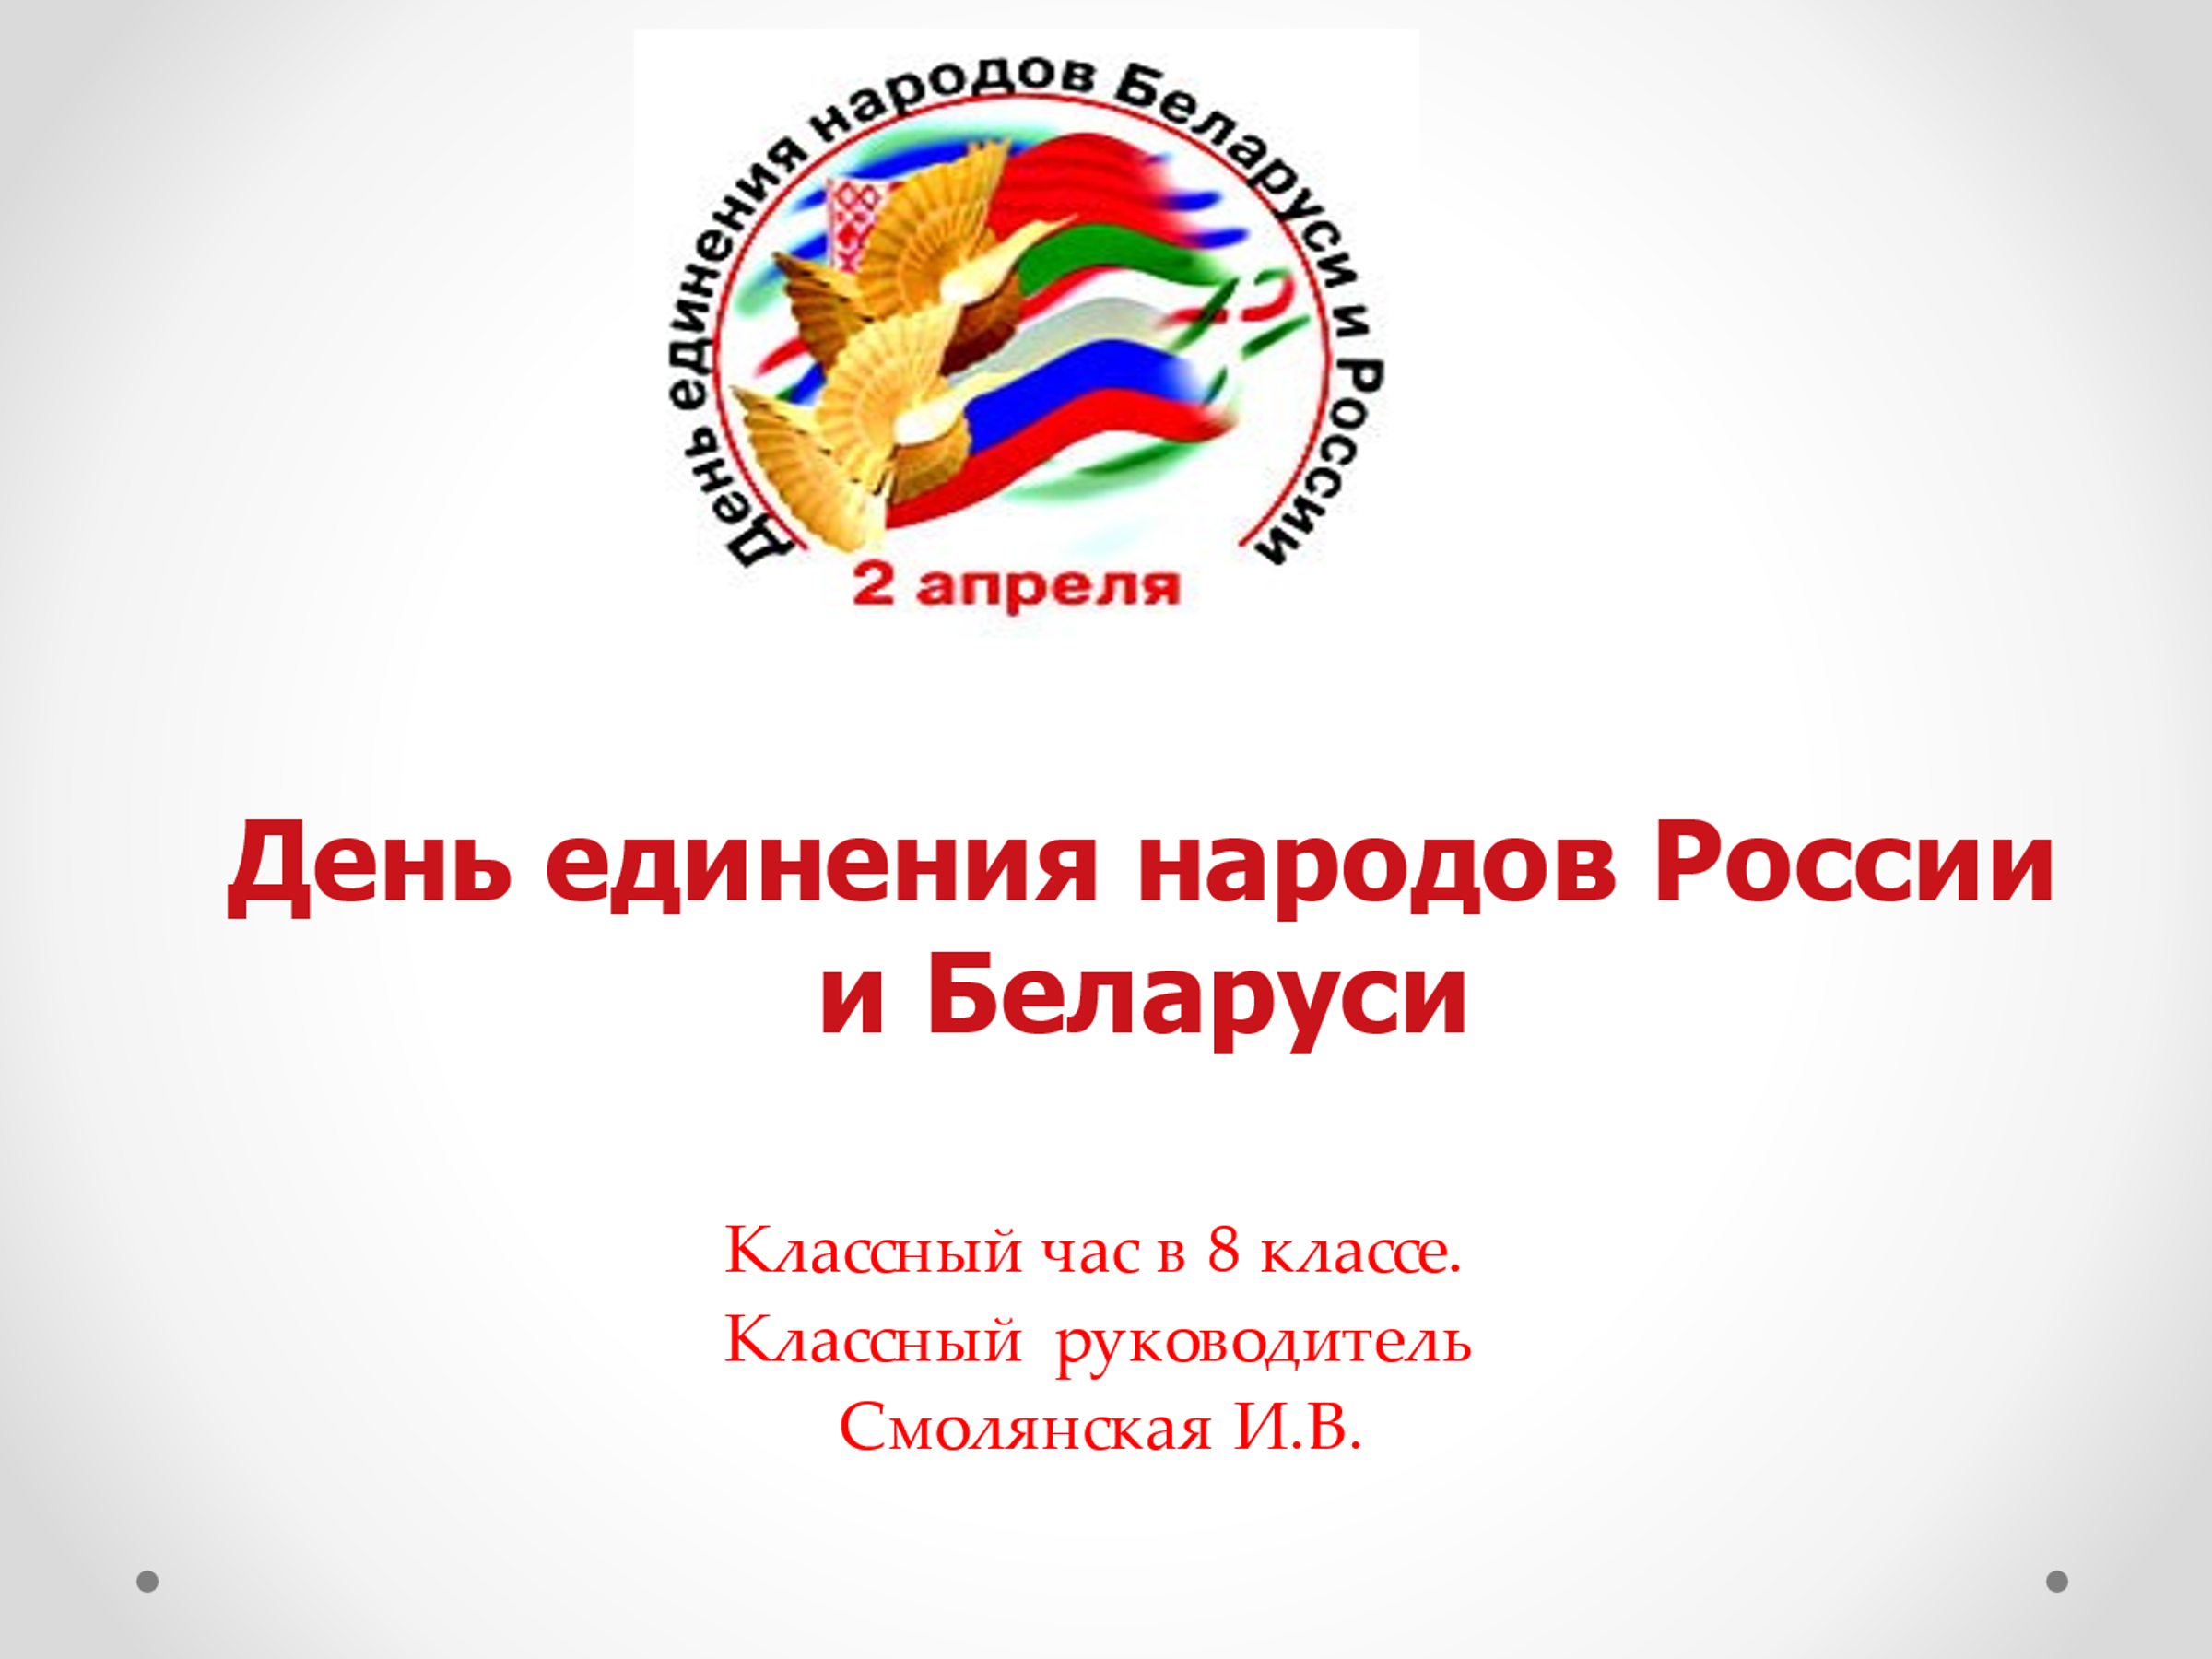 День единения народов Беларуси и России
2 апреля
День единения народов России
и Беларуси
Классный час в 8 классе.
Классный  руководитель
Смолянская И.В.